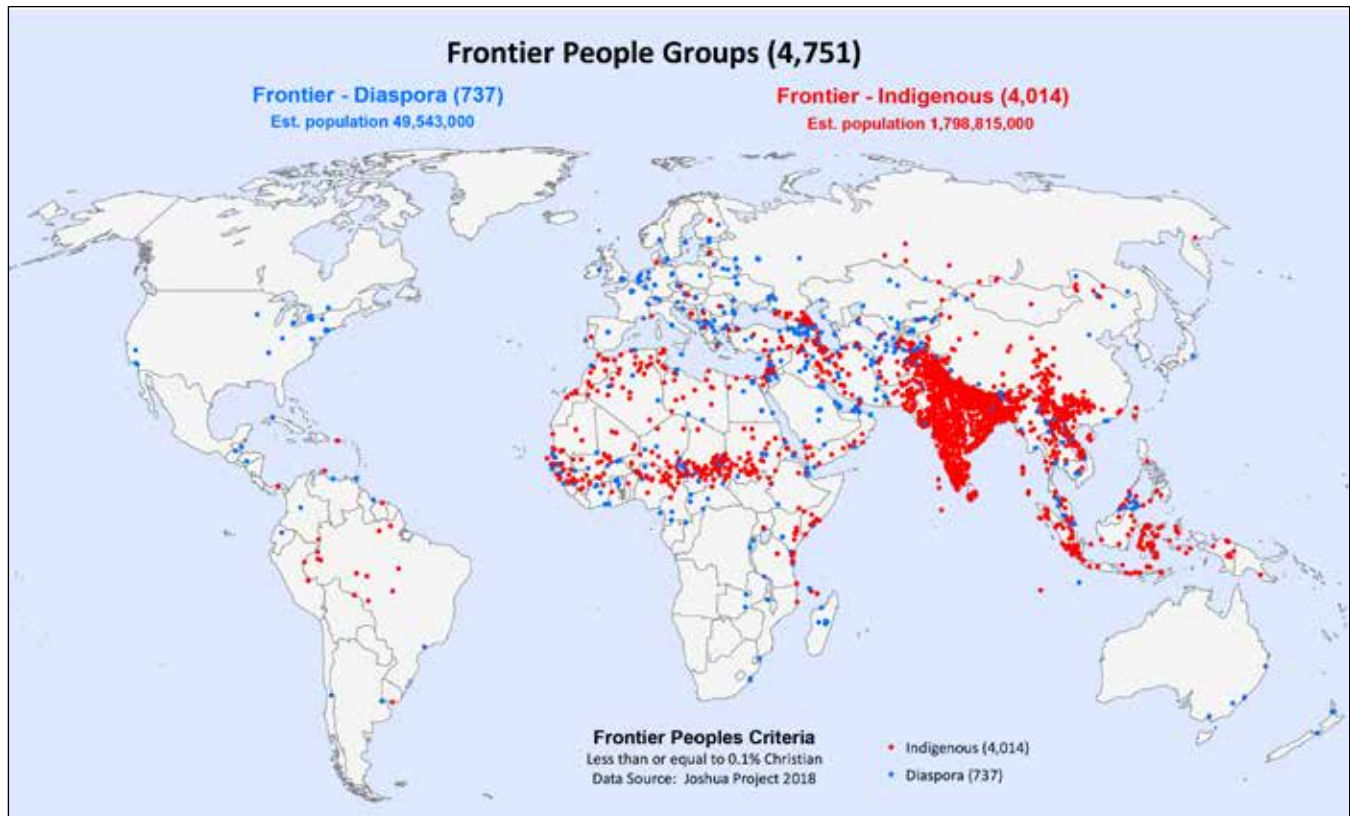 Frontier People Groups (4,751)
Frontier - Diaspora (737)
Est. population 49,543,000
Frontier - Indigenous (4,014)
Est. population 1,798,815,000
Frontier Peoples Criteria
Less than or equal to 0.1% Christian
Data Source: Joshua Project 2018
Indigenous (4,014)
Diaspora (737)